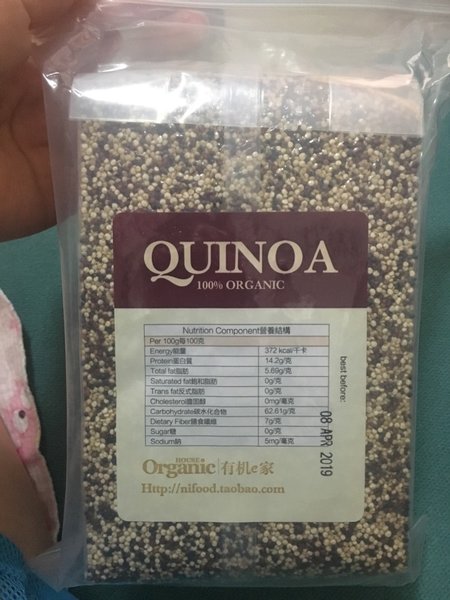 QUINOA
100% ORGANIC
Nutrition Component營養結構
Per 100g每100克
Energy能量 372 kcal/千卡
Protein蛋白質 14.2g/克
Total fat脂肪 5.69g/克
Saturated fat飽和脂肪 0g/克
Trans fat反式脂肪 0g/克
Cholesterol膽固醇 0mg/毫克
Carbohydrate碳水化合物 62.61g/克
Dietary Fiber膳食纖維 7g/克
Sugar糖 0g/克
Sodium鈉 5mg/毫克
best before:
08 APR 2019
HOUSE
Organic 有机e家
Http://nifood.taobao.com